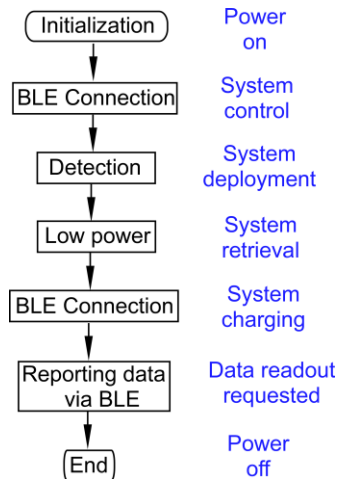 Initialization
Power
on
BLE Connection
System
control
Detection
System
deployment
Low power
System
retrieval
BLE Connection
System
charging
Reporting data
via BLE
Data readout
requested
End
Power
off